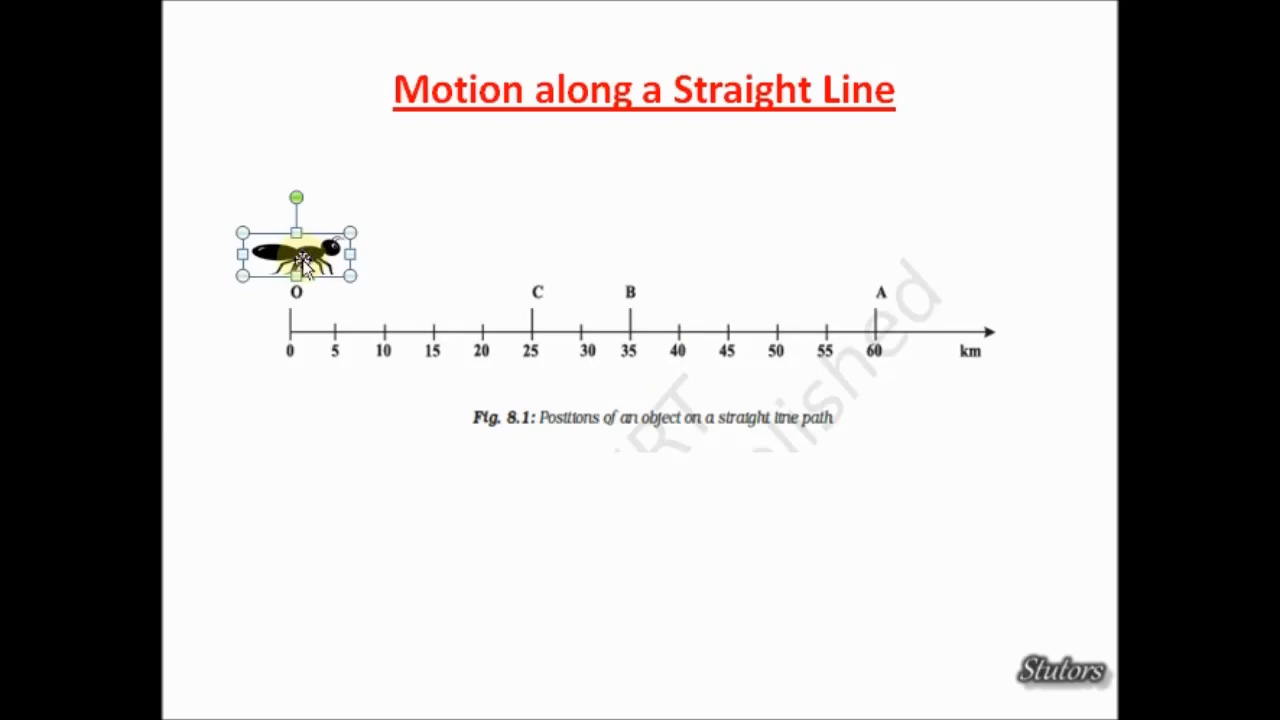 Motion along a Straight Line
O C B A
0 5 10 15 20 25 30 35 40 45 50 55 60 km
Fig. 8.1: Positions of an object on a straight line path
Stutors